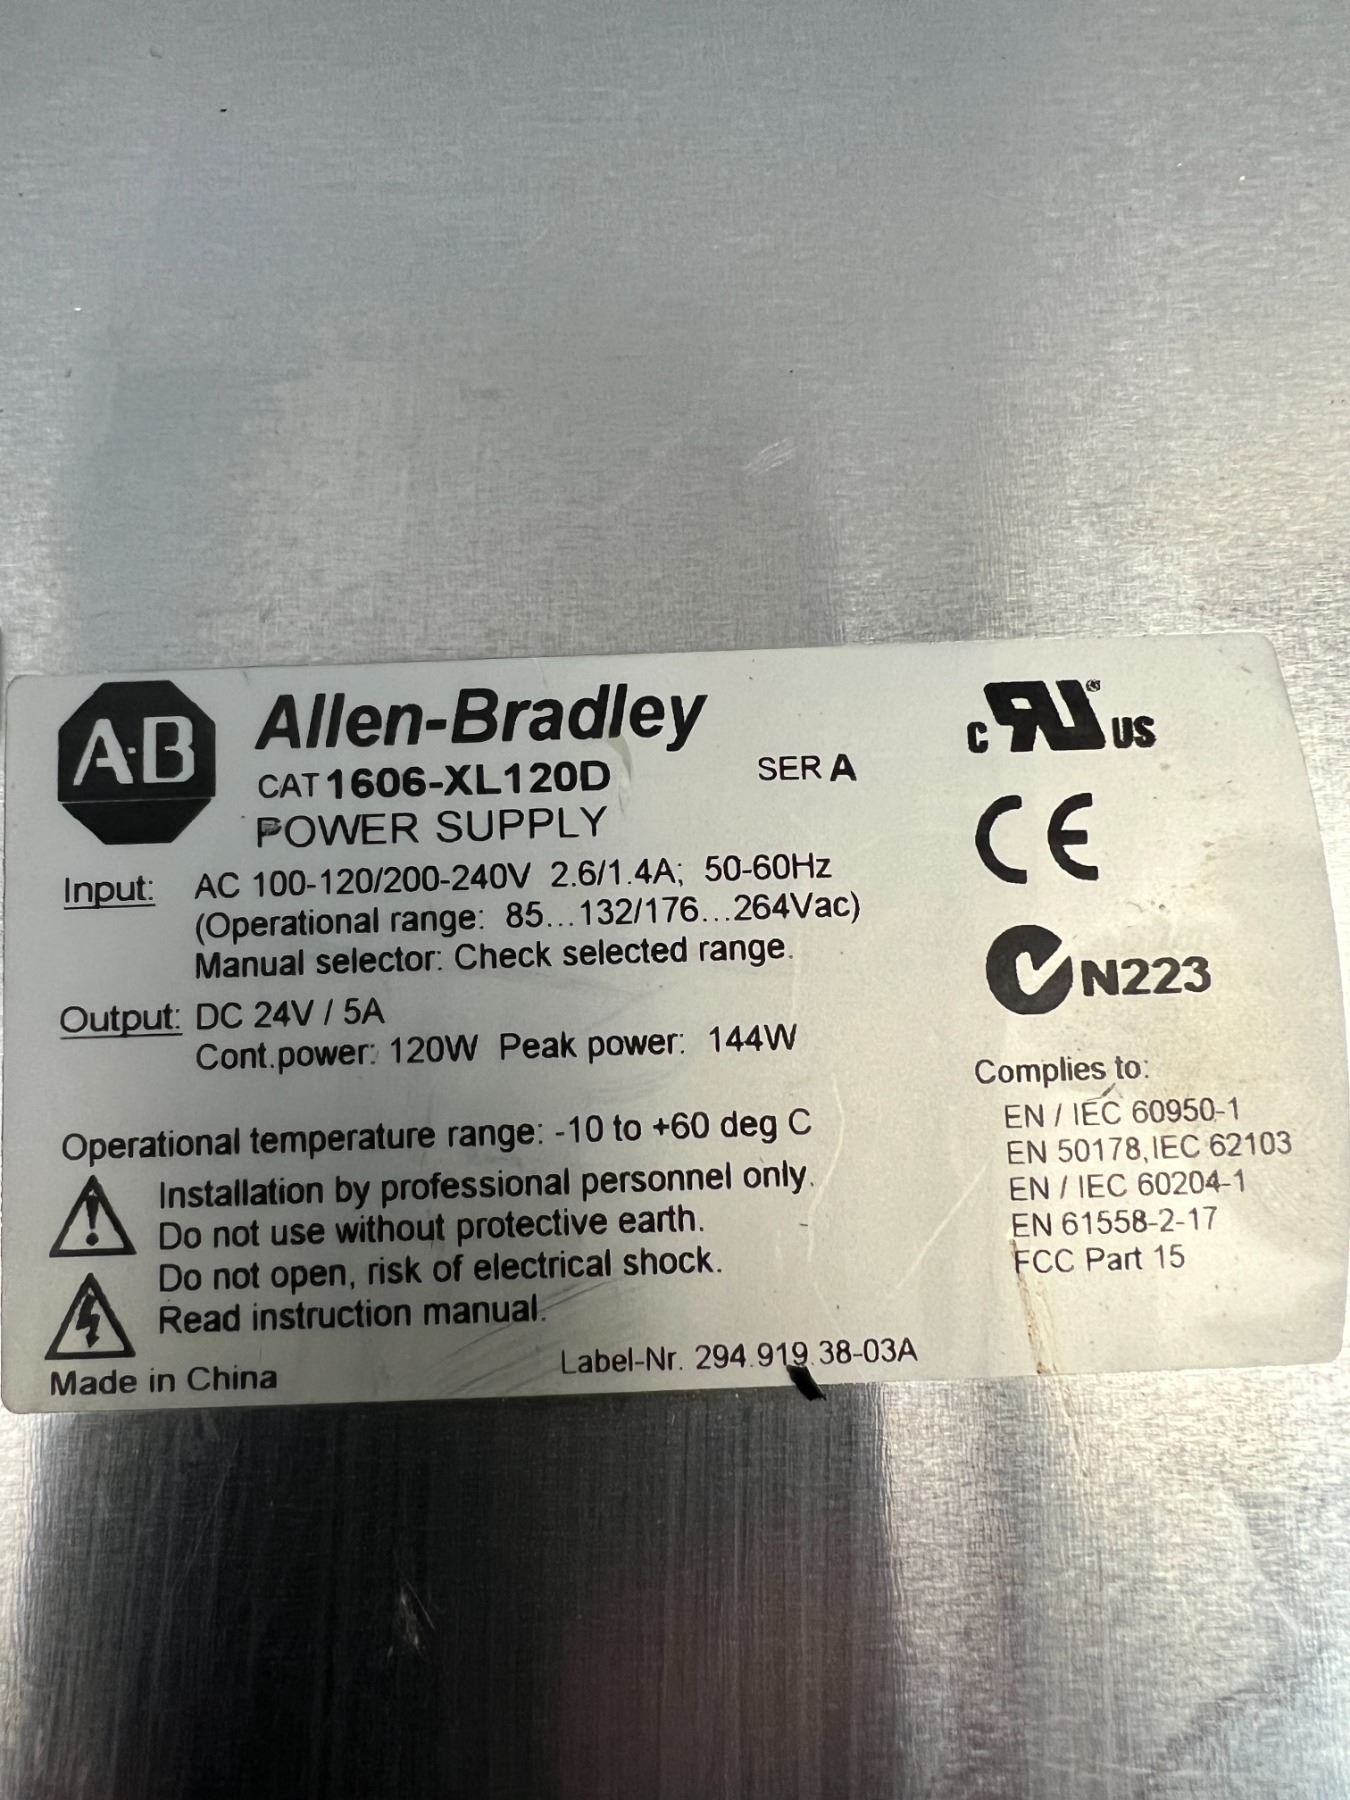 A·B Allen-Bradley
CAT 1606-XL120D SER A
POWER SUPPLY
Input: AC 100-120/200-240V 2.6/1.4A; 50-60Hz
(Operational range: 85...132/176...264Vac)
Manual selector: Check selected range.
Output: DC 24V / 5A
Cont.power: 120W Peak power: 144W
Operational temperature range: -10 to +60 deg C
Installation by professional personnel only.
Do not use without protective earth.
Do not open, risk of electrical shock.
Read instruction manual.
Made in China
Label-Nr. 294.919.38-03A
c RU ® US
CE
N223
Complies to:
EN / IEC 60950-1
EN 50178, IEC 62103
EN / IEC 60204-1
EN 61558-2-17
FCC Part 15